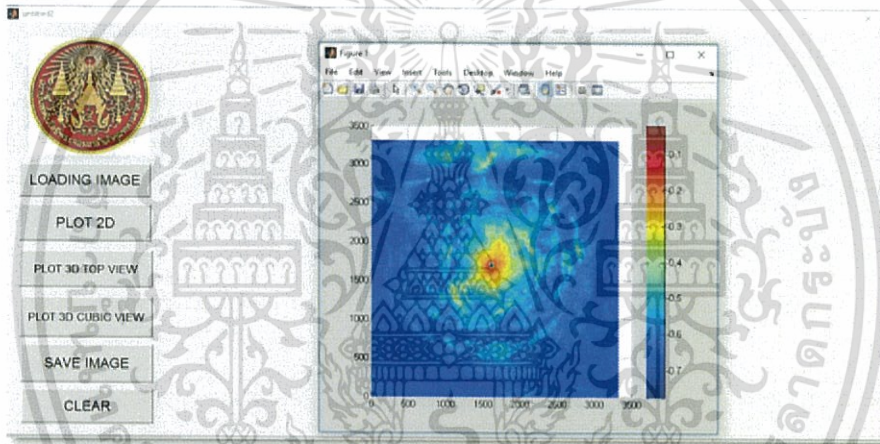 untitled2
LOADING IMAGE
PLOT 2D
PLOT 3D TOP VIEW
PLOT 3D CUBIC VIEW
SAVE IMAGE
CLEAR
Figure 1
File Edit View Insert Tools Desktop Window Help
3500
3000
2500
2000
1500
1000
500
0
0 500 1000 1500 2000 2500 3000 3500
-0.1
-0.2
-0.3
-0.4
-0.5
-0.6
-0.7